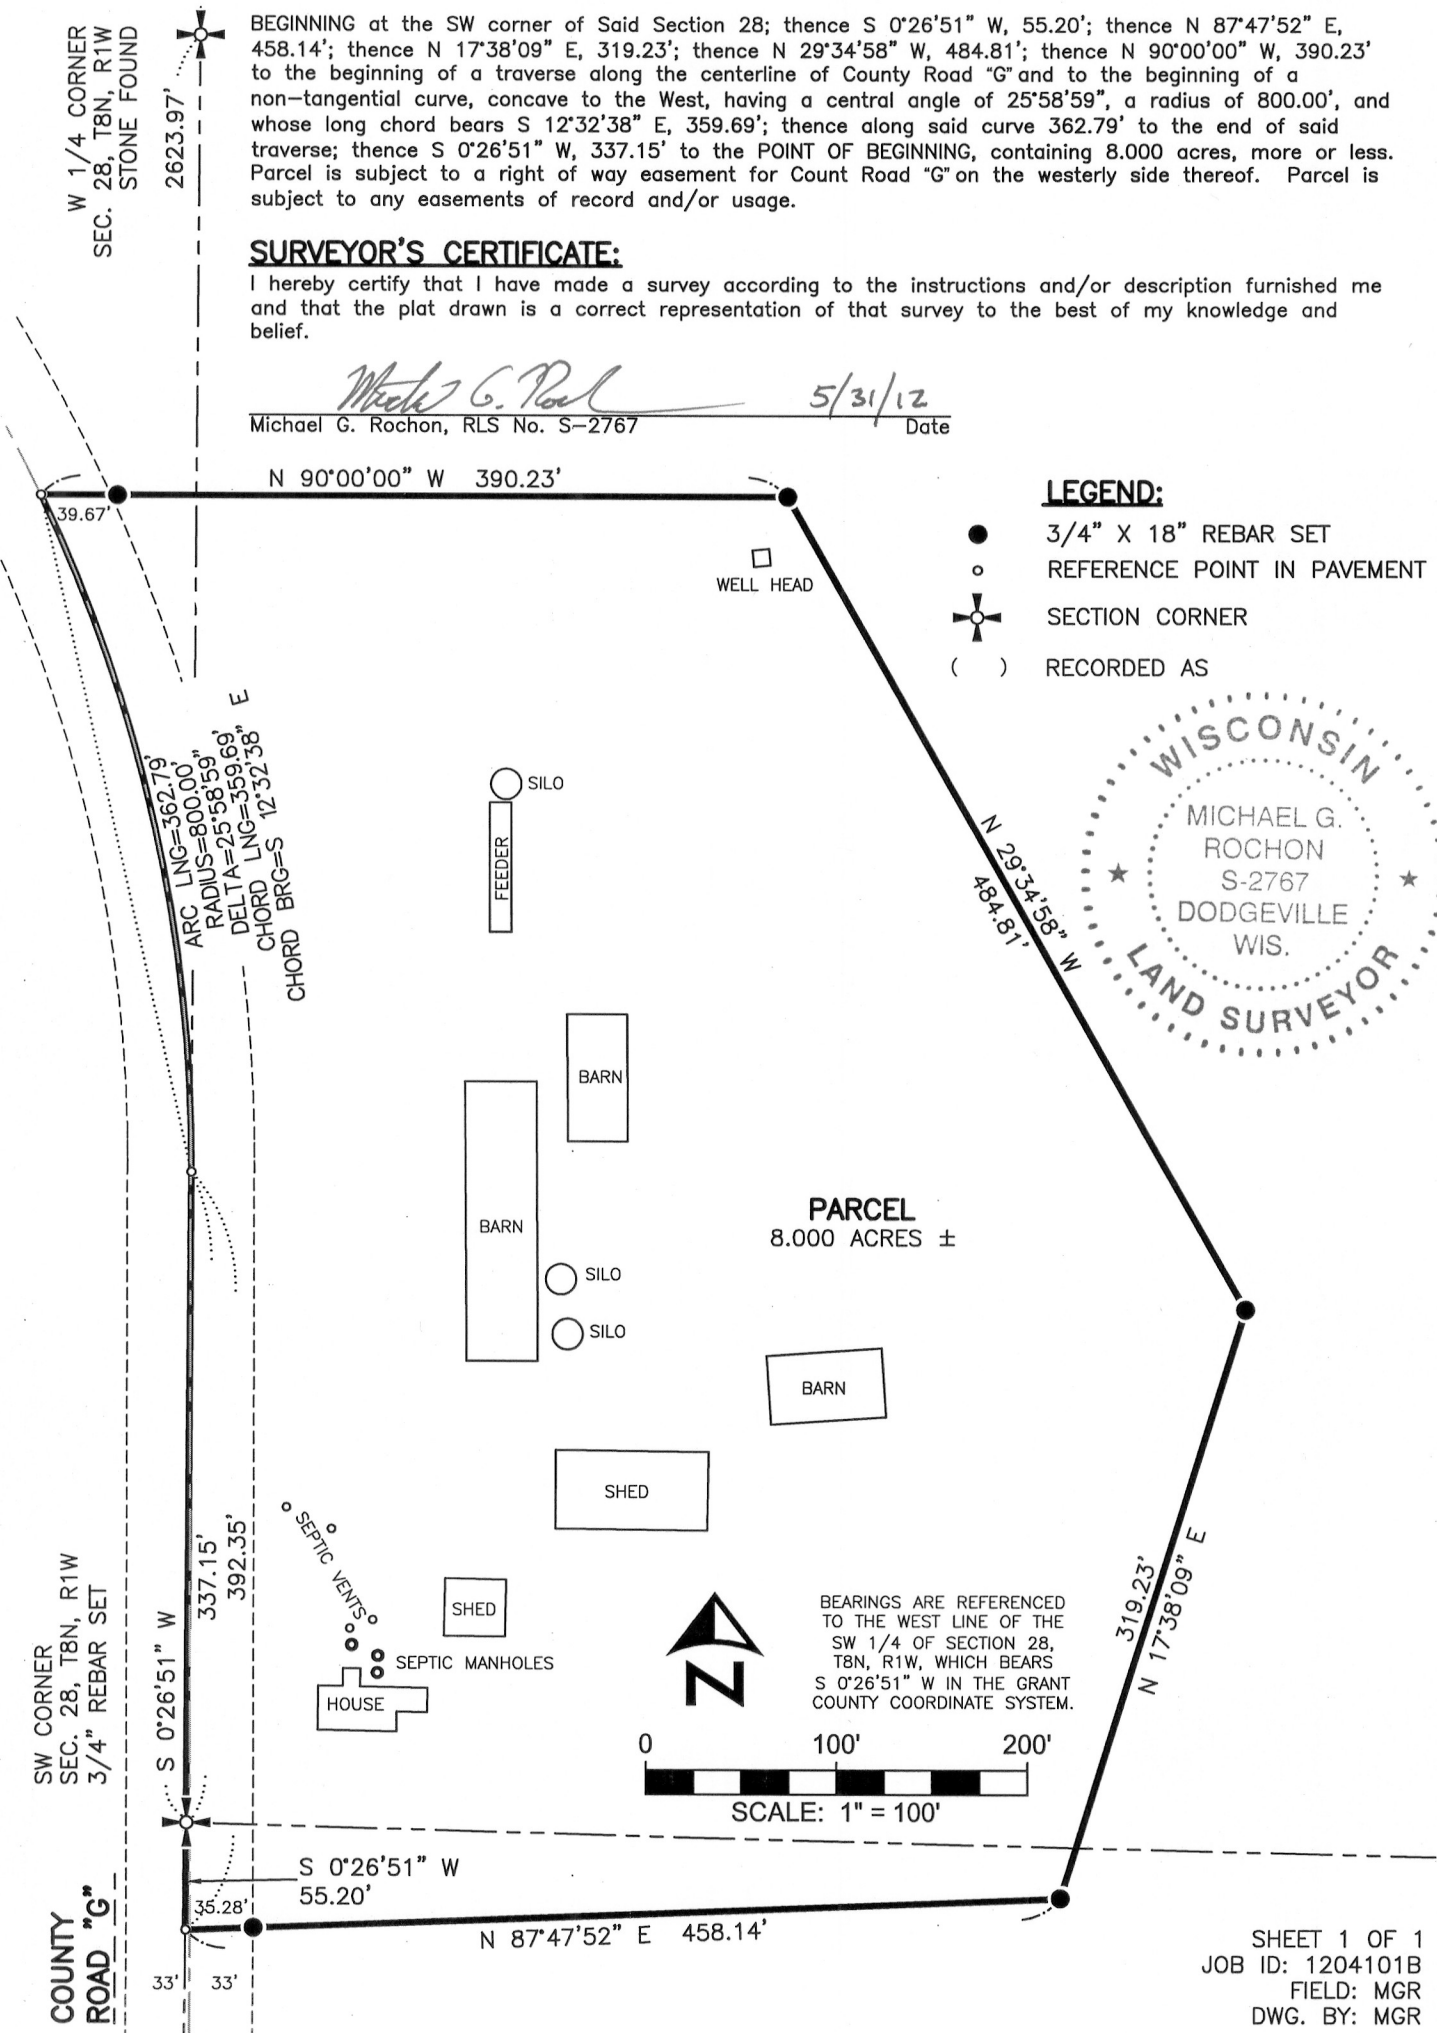 W 1/4 CORNER
SEC. 28, T8N, R1W
STONE FOUND
2623.97'
BEGINNING at the SW corner of Said Section 28; thence S 0°26'51" W, 55.20'; thence N 87°47'52" E,
458.14'; thence N 17°38'09" E, 319.23'; thence N 29°34'58" W, 484.81'; thence N 90°00'00" W, 390.23'
to the beginning of a traverse along the centerline of County Road "G" and to the beginning of a
non-tangential curve, concave to the West, having a central angle of 25°58'59", a radius of 800.00', and
whose long chord bears S 12°32'38" E, 359.69'; thence along said curve 362.79' to the end of said
traverse; thence S 0°26'51" W, 337.15' to the POINT OF BEGINNING, containing 8.000 acres, more or less.
Parcel is subject to a right of way easement for Count Road "G" on the westerly side thereof. Parcel is
subject to any easements of record and/or usage.
SURVEYOR'S CERTIFICATE:
I hereby certify that I have made a survey according to the instructions and/or description furnished me
and that the plat drawn is a correct representation of that survey to the best of my knowledge and
belief.
5/31/12
Michael G. Rochon, RLS No. S-2767 Date
N 90°00'00" W 390.23'
39.67'
WELL HEAD
LEGEND:
3/4" X 18" REBAR SET
REFERENCE POINT IN PAVEMENT
SECTION CORNER
( ) RECORDED AS
WISCONSIN
MICHAEL G.
ROCHON
S-2767
DODGEVILLE
WIS.
LAND SURVEYOR
ARC LNG=362.79'
RADIUS=800.00'
DELTA=25°58'59"
CHORD LNG=359.69'
CHORD BRG=S 12°32'38" E
SILO
FEEDER
N 29°34'58" W
484.81'
BARN
BARN
PARCEL
8.000 ACRES ±
SILO
SILO
BARN
SHED
SEPTIC VENTS
SHED
SEPTIC MANHOLES
HOUSE
337.15'
392.35'
S 0°26'51" W
SW CORNER
SEC. 28, T8N, R1W
3/4" REBAR SET
BEARINGS ARE REFERENCED
TO THE WEST LINE OF THE
SW 1/4 OF SECTION 28,
T8N, R1W, WHICH BEARS
S 0°26'51" W IN THE GRANT
COUNTY COORDINATE SYSTEM.
N
319.23'
N 17°38'09" E
0 100' 200'
SCALE: 1" = 100'
S 0°26'51" W
55.20'
35.28'
N 87°47'52" E 458.14'
COUNTY
ROAD "G"
33' 33'
SHEET 1 OF 1
JOB ID: 1204101B
FIELD: MGR
DWG. BY: MGR